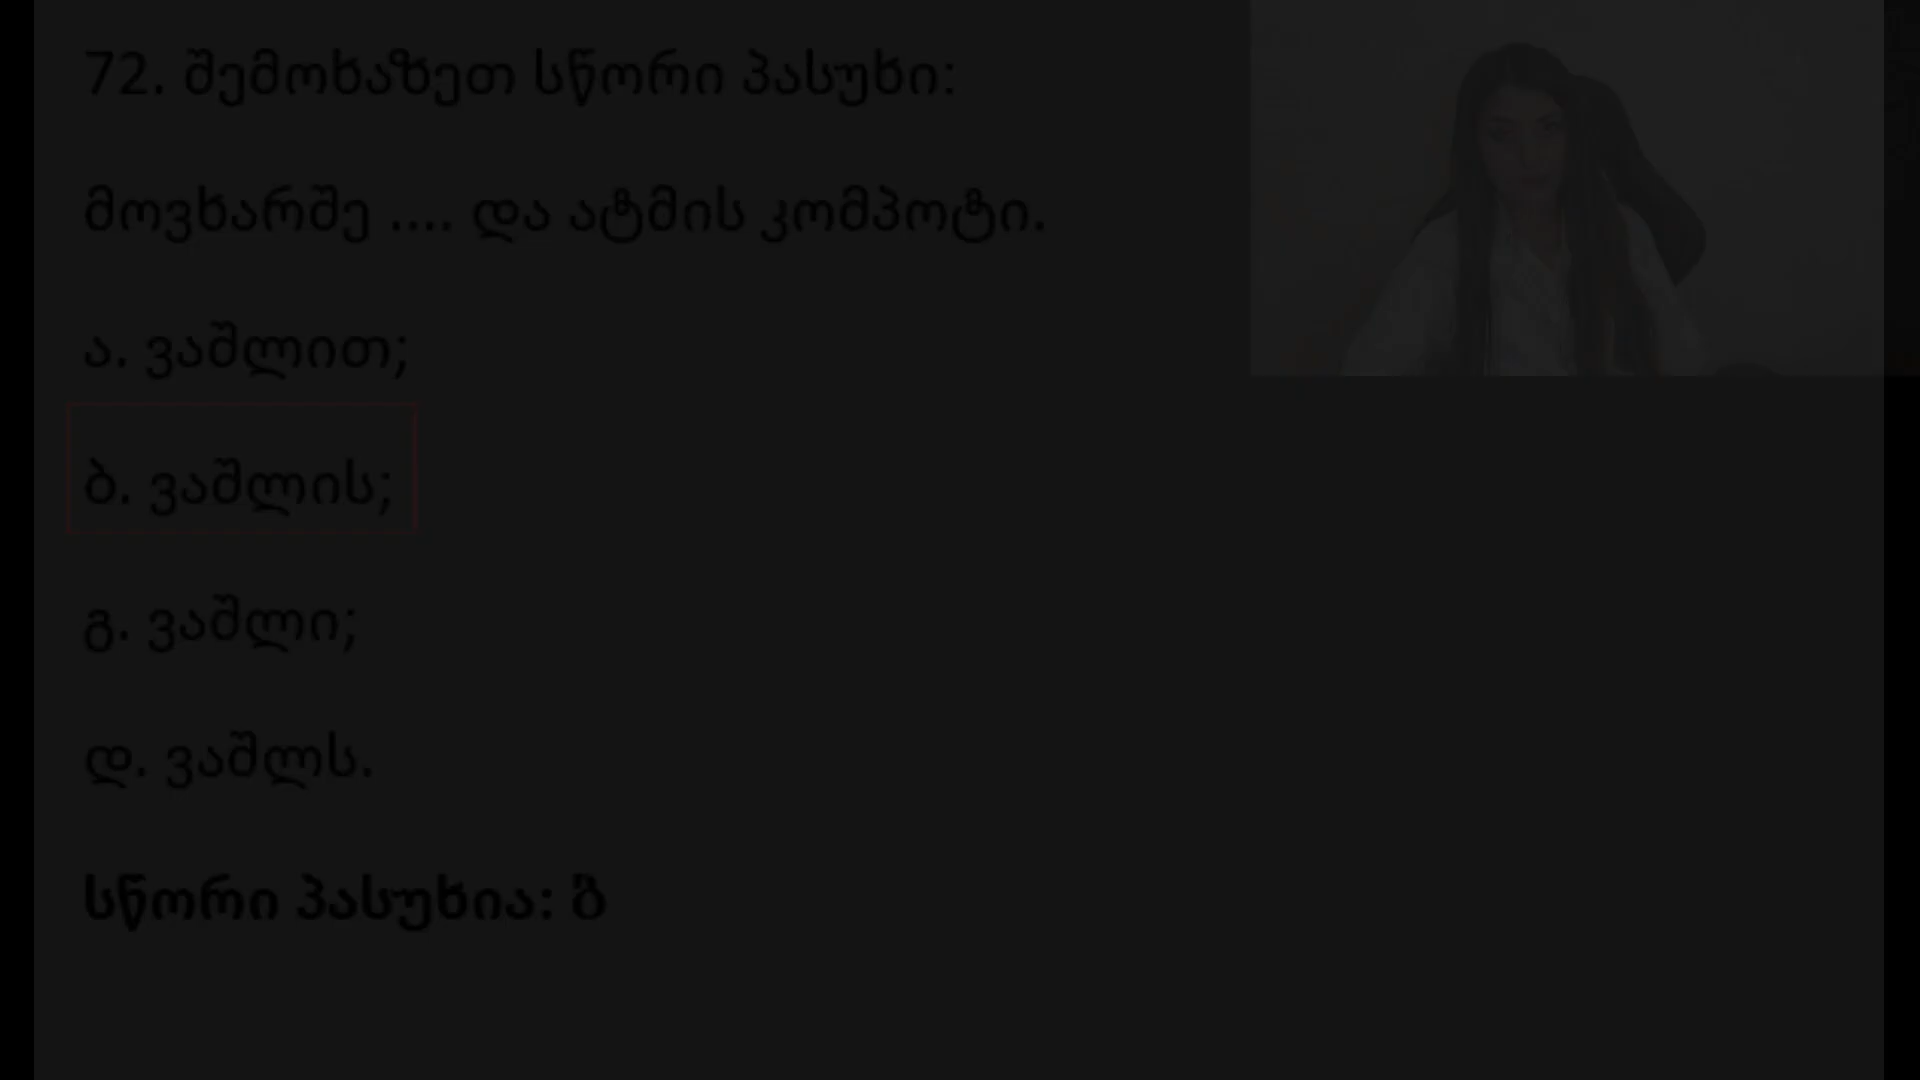 72. შემოხაზეთ სწორი პასუხი:
მოვხარშე .... და ატმის კომპოტი.
ა. ვაშლით;
ბ. ვაშლის;
გ. ვაშლი;
დ. ვაშლს.
სწორი პასუხია: ბ